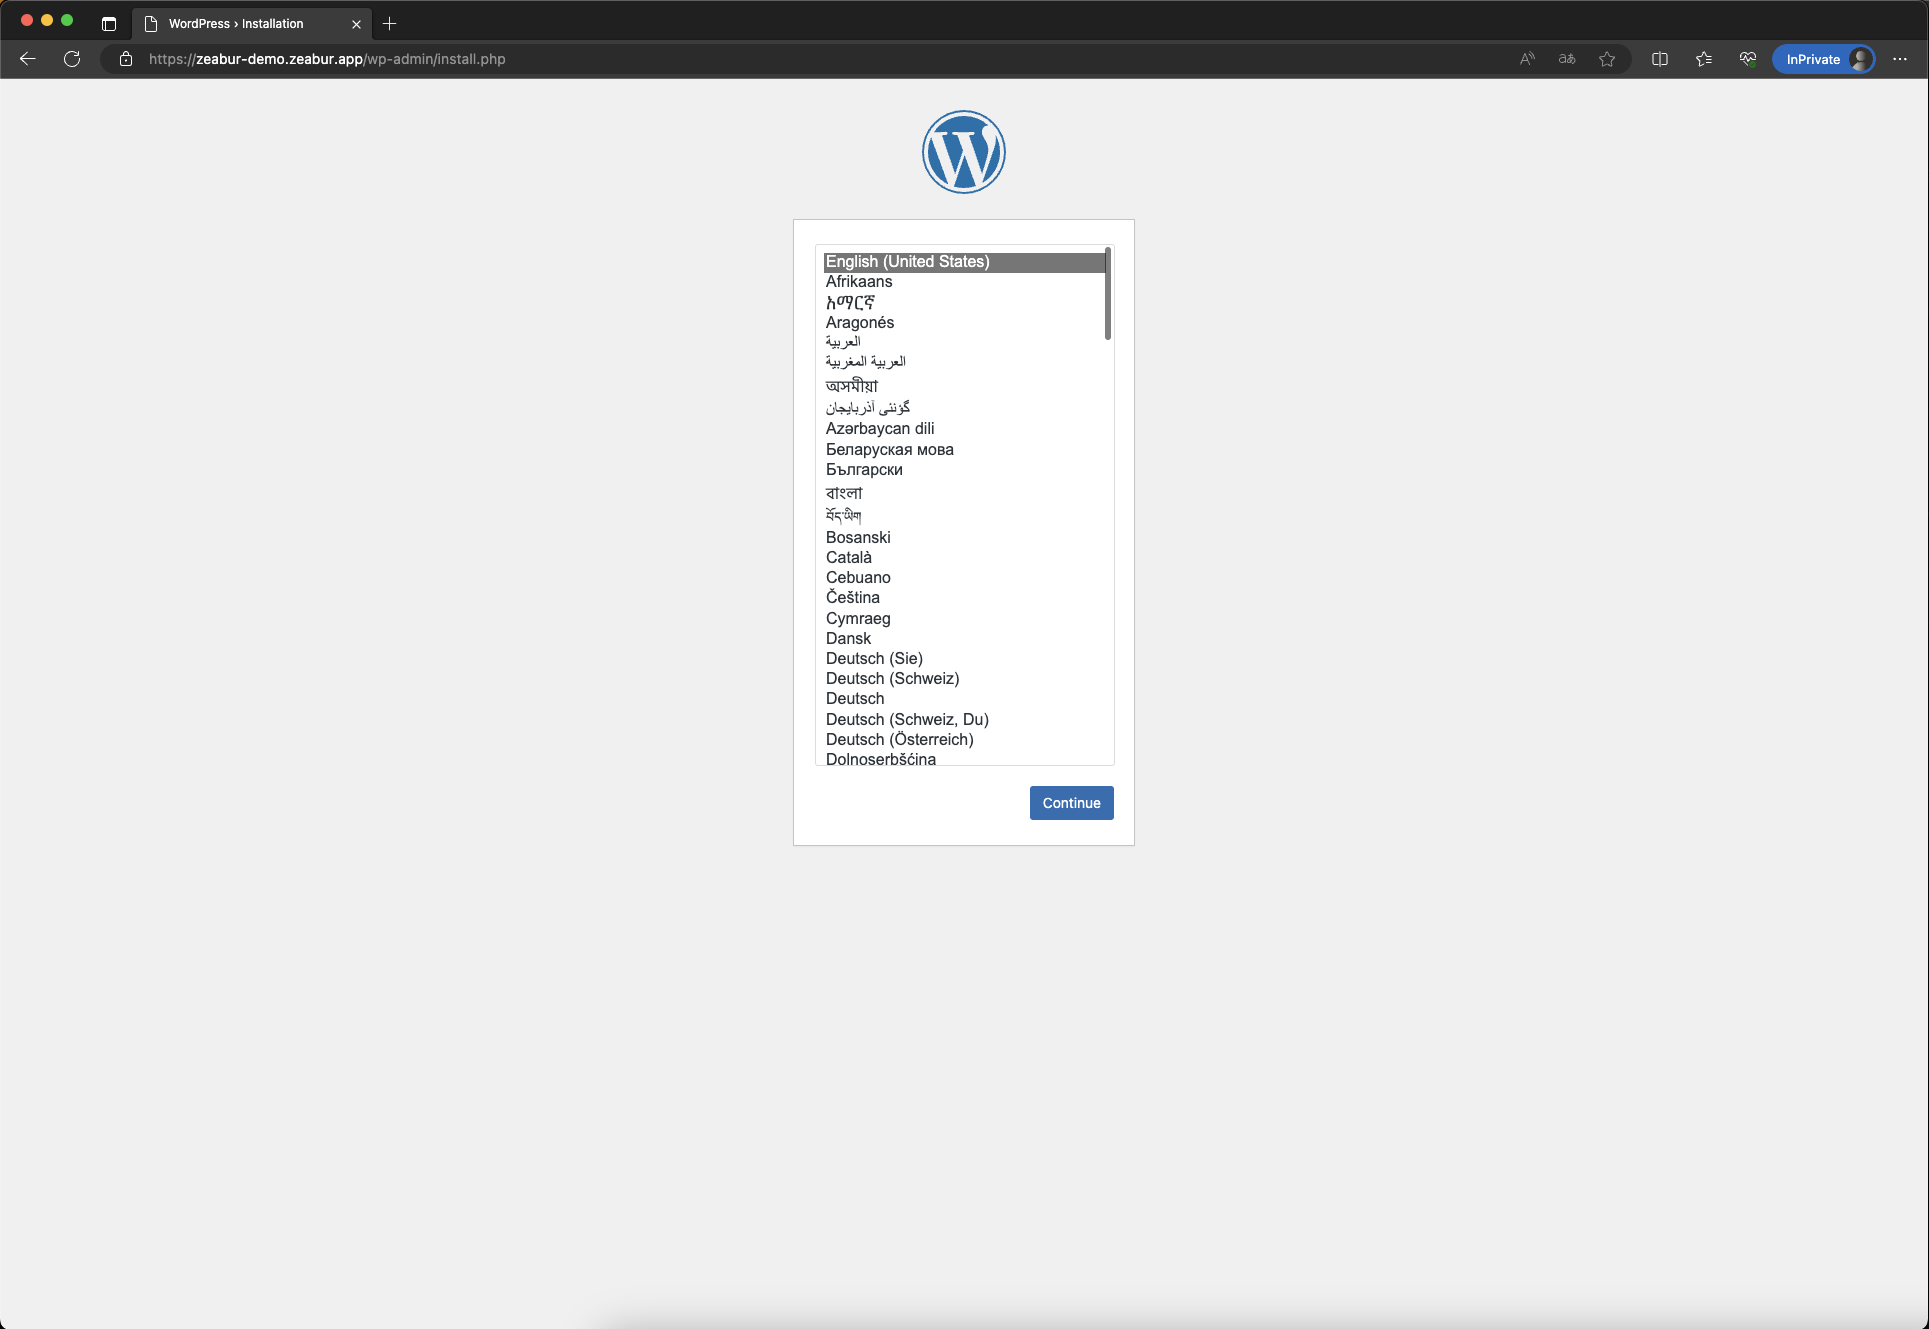 WordPress › Installation
https://zeabur-demo.zeabur.app/wp-admin/install.php
InPrivate
English (United States)
Afrikaans
አማርኛ
Aragonés
العربية
العربية المغربية
অসমীয়া
گؤنئی آذربایجان
Azərbaycan dili
Беларуская мова
Български
বাংলা
བོད་ཡིག
Bosanski
Català
Cebuano
Čeština
Cymraeg
Dansk
Deutsch (Sie)
Deutsch (Schweiz)
Deutsch
Deutsch (Schweiz, Du)
Deutsch (Österreich)
Dolnoserbšćina
Continue